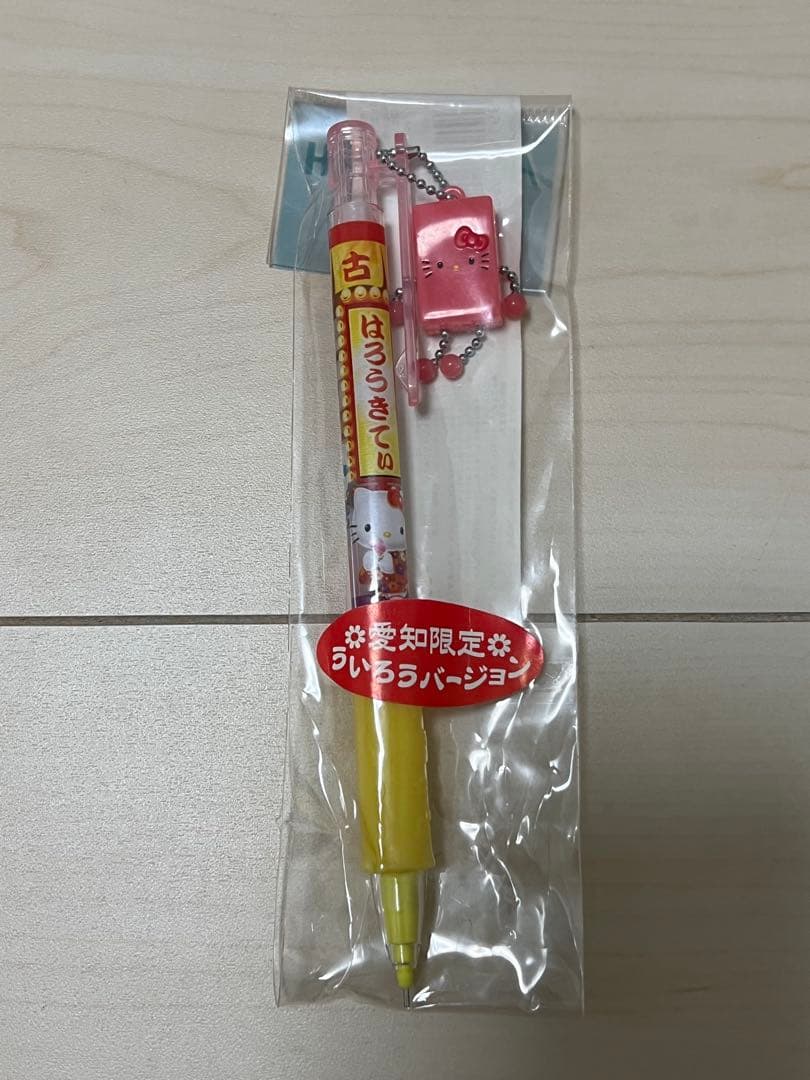 古
はろうきてぃ
愛知限定
ういろうバージョン